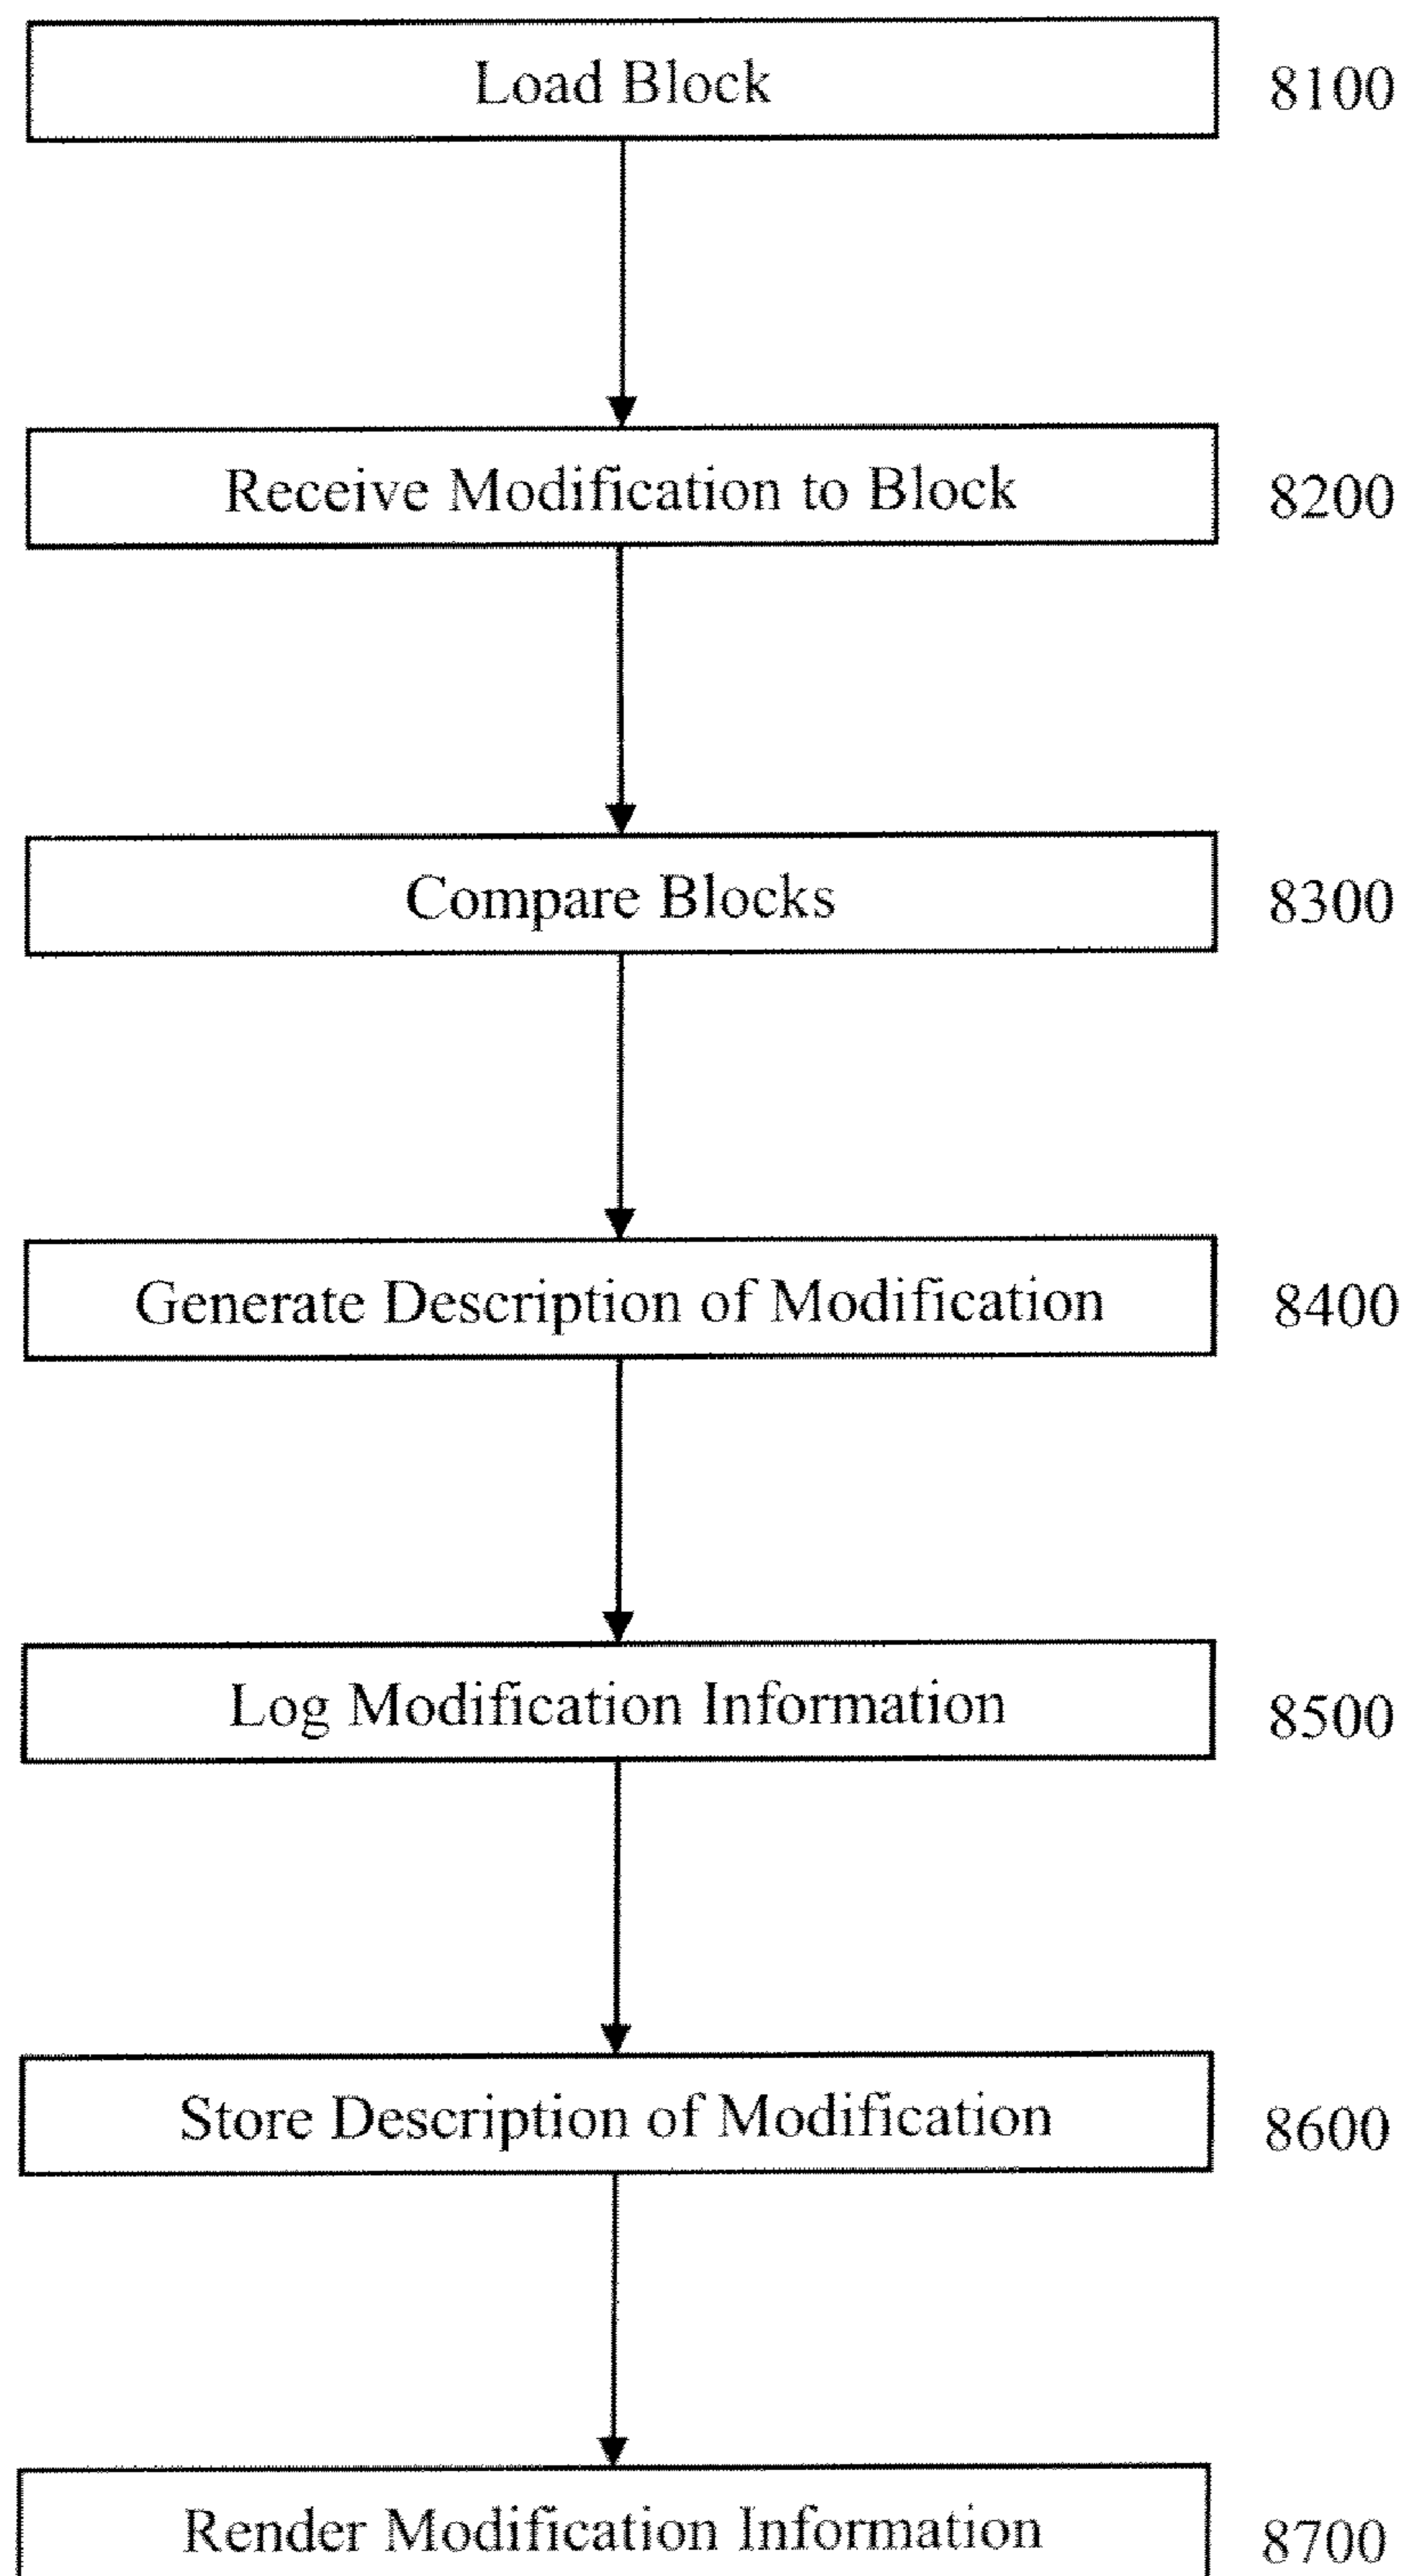 Load Block 8100
Receive Modification to Block 8200
Compare Blocks 8300
Generate Description of Modification 8400
Log Modification Information 8500
Store Description of Modification 8600
Render Modification Information 8700